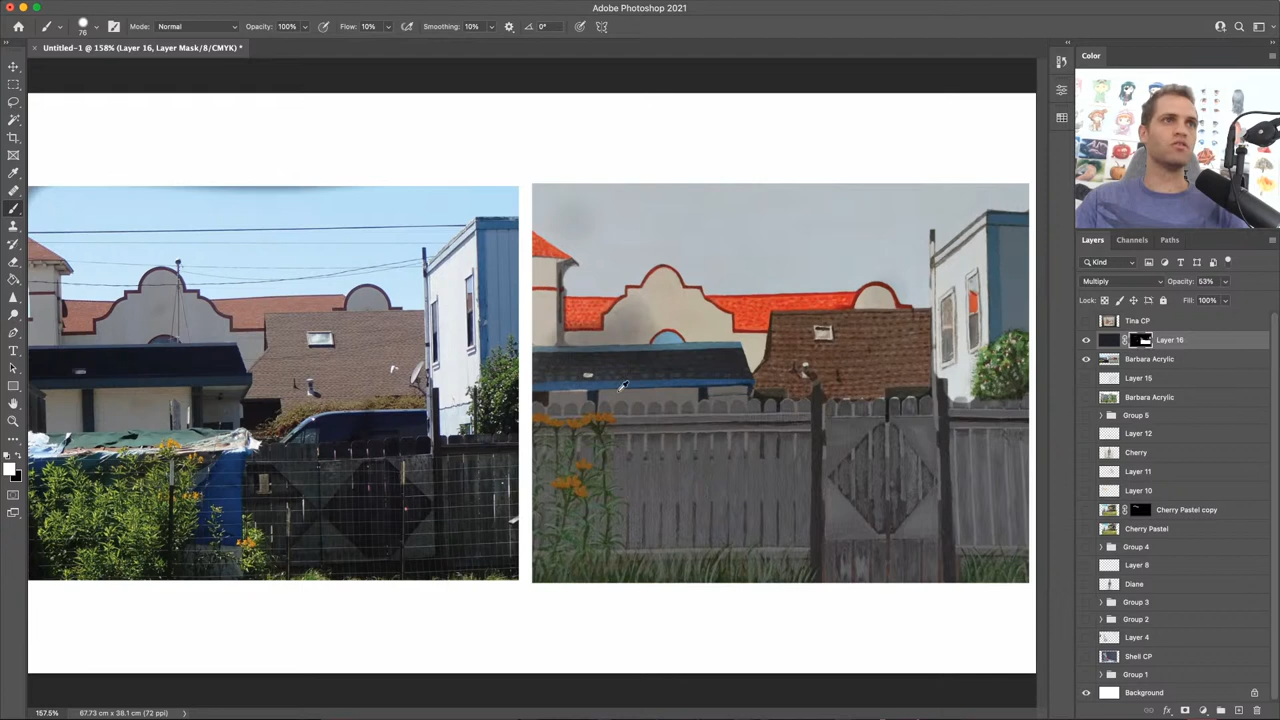 Adobe Photoshop 2021
76
Mode: Normal
Opacity: 100%
Flow: 10%
Smoothing: 10%
0°
Untitled-1 @ 158% (Layer 16, Layer Mask/8/CMYK) *
Color
Layers
Channels
Paths
Kind
Multiply
Opacity: 53%
Lock:
Fill: 100%
Tina CP
Layer 16
Barbara Acrylic
Layer 15
Barbara Acrylic
Group 5
Layer 12
Cherry
Layer 11
Layer 10
Cherry Pastel copy
Cherry Pastel
Group 4
Layer 8
Diane
Group 3
Group 2
Layer 4
Shell CP
Group 1
Background
157.5%
67.73 cm x 38.1 cm (72 ppi)